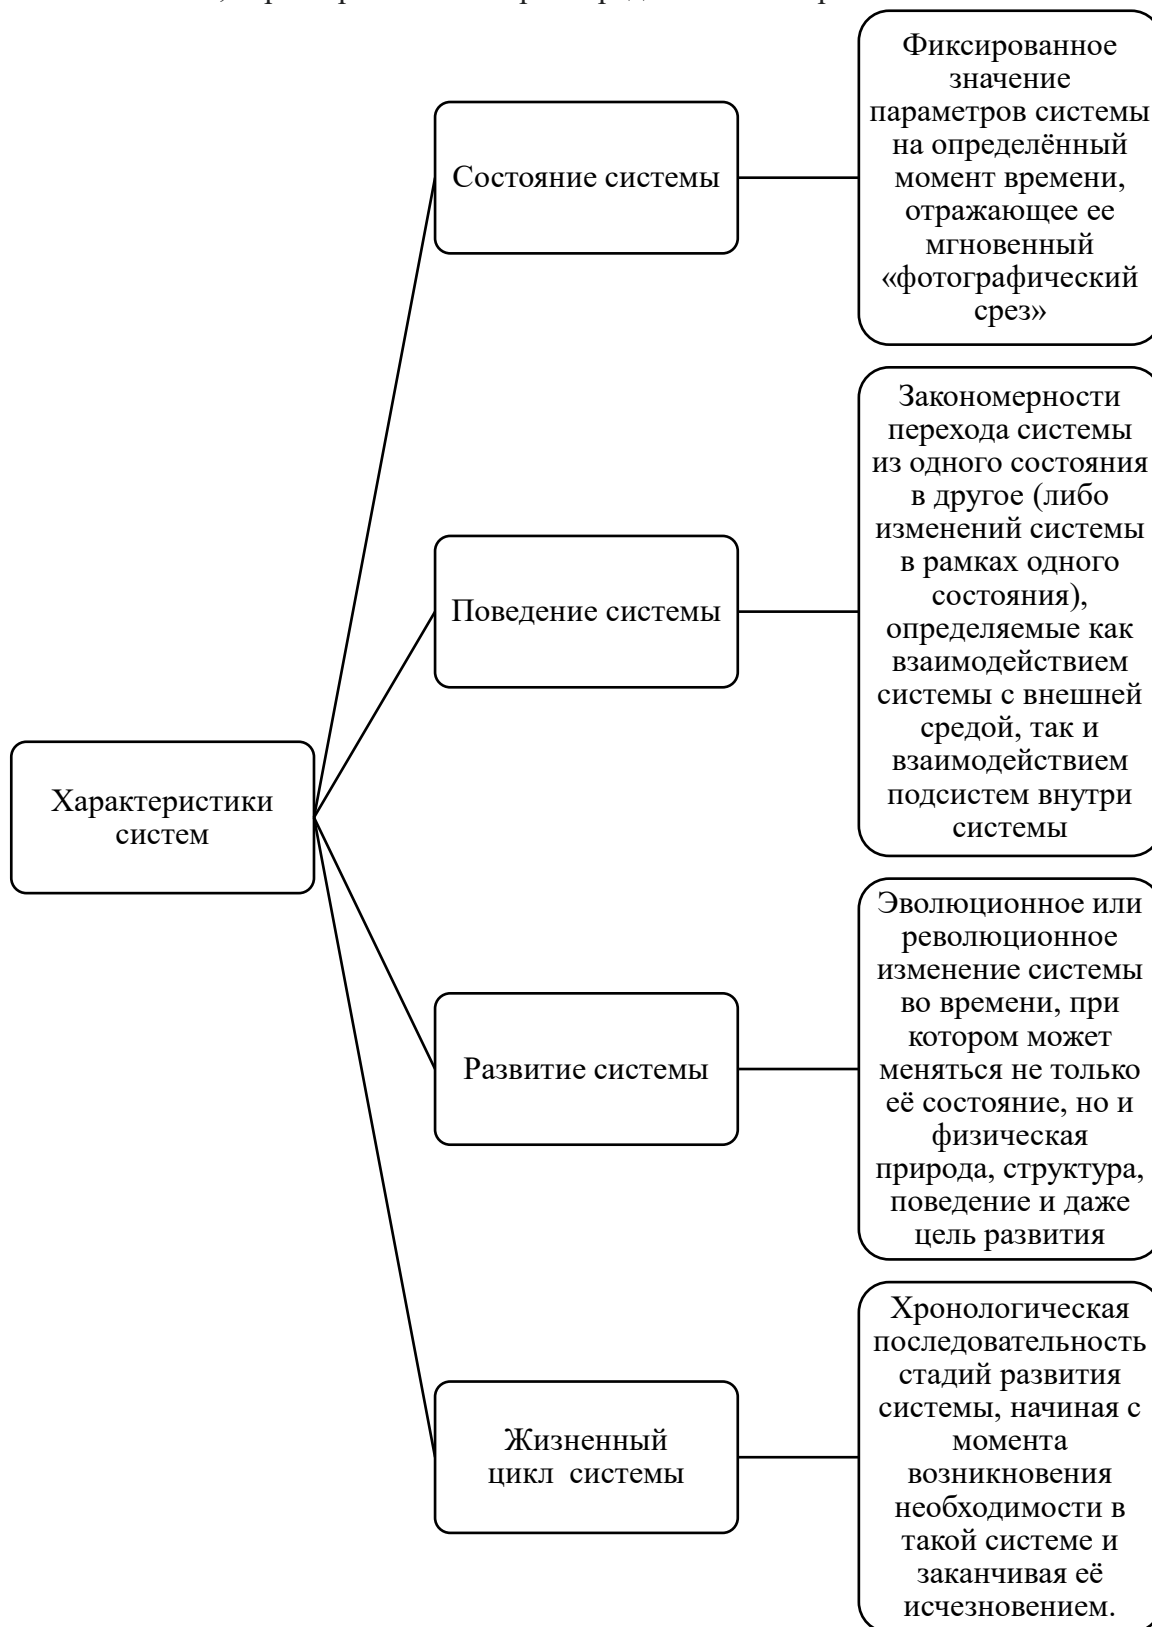 Фиксированное
значение
параметров системы
на определённый
момент времени,
отражающее ее
мгновенный
«фотографический
срез»
Состояние системы
Закономерности
перехода системы
из одного состояния
в другое (либо
изменений системы
в рамках одного
состояния),
определяемые как
взаимодействием
системы с внешней
средой, так и
взаимодействием
подсистем внутри
системы
Поведение системы
Характеристики
систем
Эволюционное или
революционное
изменение системы
во времени, при
котором может
меняться не только
её состояние, но и
физическая
природа, структура,
поведение и даже
цель развития
Развитие системы
Хронологическая
последовательность
стадий развития
системы, начиная с
момента
возникновения
необходимости в
такой системе и
заканчивая её
исчезновением.
Жизненный
цикл системы